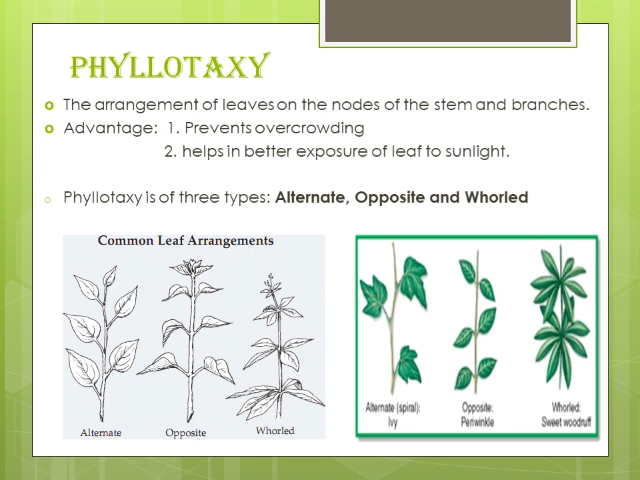 PHYLLOTAXY
The arrangement of leaves on the nodes of the stem and branches.
Advantage: 1. Prevents overcrowding
2. helps in better exposure of leaf to sunlight.
Phyllotaxy is of three types: Alternate, Opposite and Whorled
Common Leaf Arrangements
Alternate Opposite Whorled
Alternate (spiral): Opposite: Whorled:
Ivy Periwinkle Sweet woodruff